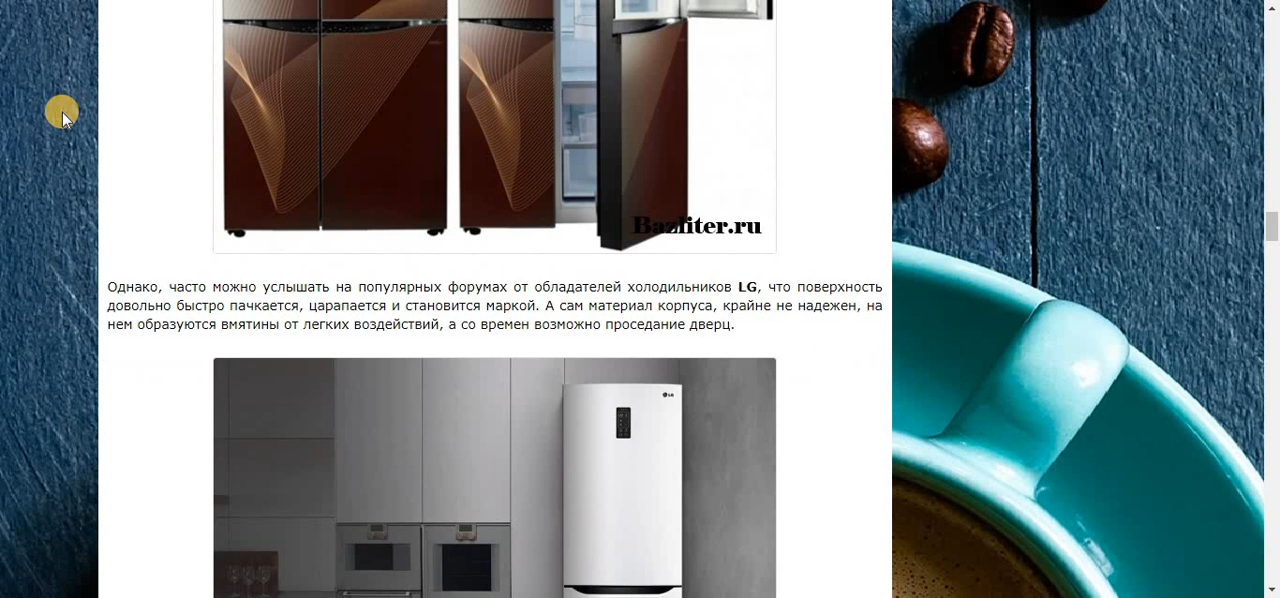 Bazliter.ru
Однако, часто можно услышать на популярных форумах от обладателей холодильников LG, что поверхность
довольно быстро пачкается, царапается и становится маркой. А сам материал корпуса, крайне не надежен, на
нем образуются вмятины от легких воздействий, а со времен возможно проседание дверц.
LG